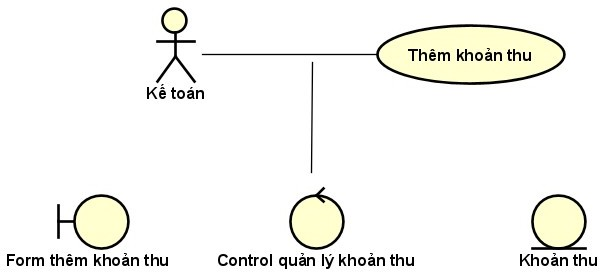 Thêm khoản thu
Kế toán
Form thêm khoản thu
Control quản lý khoản thu
Khoản thu